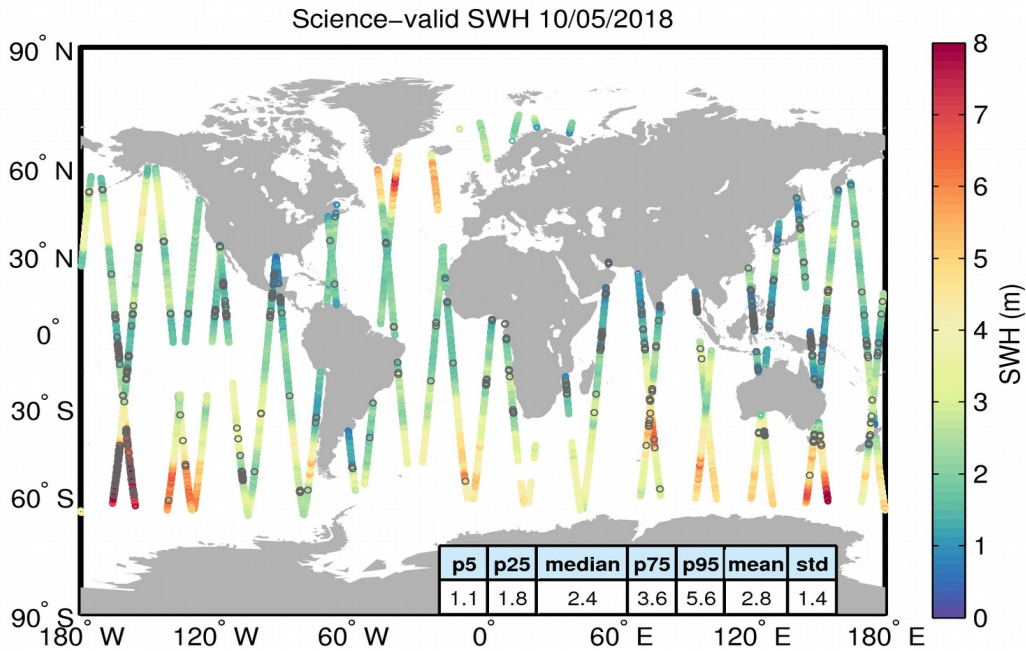 Science−valid SWH 10/05/2018
90° N
60° N
30° N
0°
30° S
60° S
90° S
180° W
120° W
60° W
0°
60° E
120° E
180° E
p5 p25 median p75 p95 mean std
1.1 1.8 2.4 3.6 5.6 2.8 1.4
8
7
6
5
4
3
2
1
0
SWH (m)